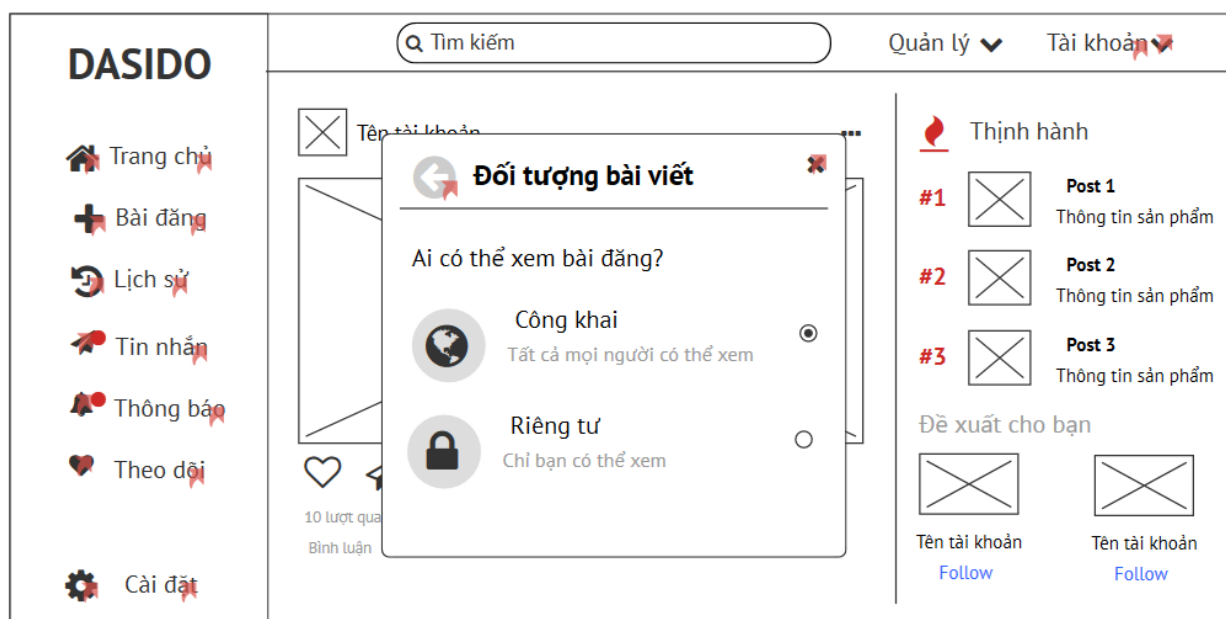 DASIDO
Tìm kiếm
Quản lý
Tài khoản
Trang chủ
Bài đăng
Lịch sử
Tin nhắn
Thông báo
Theo dõi
Cài đặt
Tên tài khoản
Đối tượng bài viết
Ai có thể xem bài đăng?
Công khai
Tất cả mọi người có thể xem
Riêng tư
Chỉ bạn có thể xem
10 lượt qua
Bình luận
Thịnh hành
#1
Post 1
Thông tin sản phẩm
#2
Post 2
Thông tin sản phẩm
#3
Post 3
Thông tin sản phẩm
Đề xuất cho bạn
Tên tài khoản
Follow
Tên tài khoản
Follow